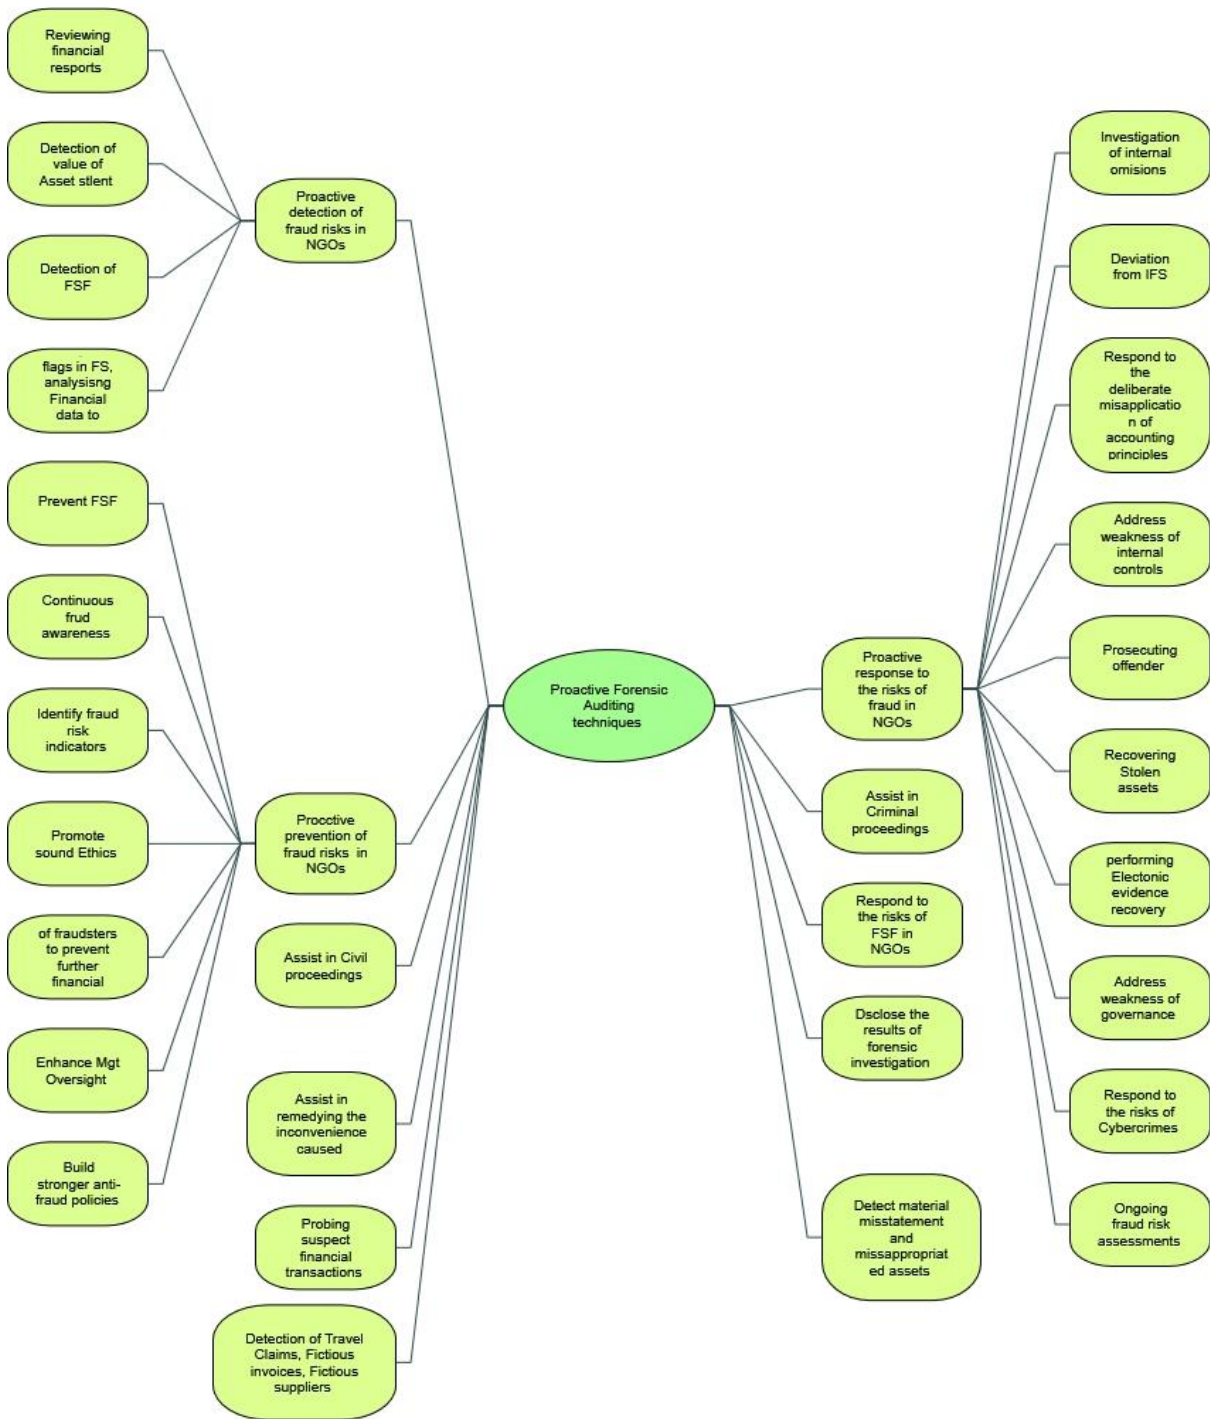 Reviewing
financial
resports
Detection of
value of
Asset stlent
Detection of
FSF
flags in FS,
analysisng
Financial
data to
Proactive
detection of
fraud risks in
NGOs
Prevent FSF
Continuous
frud
awareness
Identify fraud
risk
indicators
Promote
sound Ethics
of fraudsters
to prevent
further
financial
Enhance Mgt
Oversight
Build
stronger anti-
fraud policies
Procctive
prevention of
fraud risks in
NGOs
Assist in Civil
proceedings
Assist in
remedying the
inconvenience
caused
Probing
suspect
financial
transactions
Detection of Travel
Claims, Fictious
invoices, Fictious
suppliers
Proactive Forensic
Auditing
techniques
Proactive
response to
the risks of
fraud in
NGOs
Assist in
Criminal
proceedings
Respond to
the risks of
FSF in
NGOs
Dsclose the
results of
forensic
investigation
Detect material
misstatement
and
missappropriat
ed assets
Investigation
of internal
omisions
Deviation
from IFS
Respond to
the
deliberate
misapplicatio
n of
accounting
principles
Address
weakness of
internal
controls
Prosecuting
offender
Recovering
Stolen
assets
performing
Electonic
evidence
recovery
Address
weakness of
governance
Respond to
the risks of
Cybercrimes
Ongoing
fraud risk
assessments